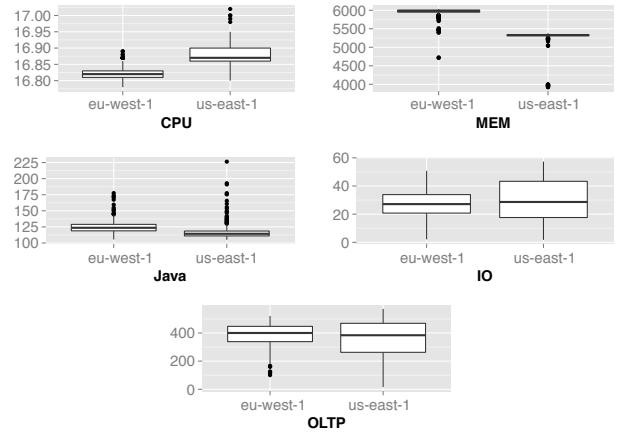 17.00
16.95
16.90
16.85
16.80
eu-west-1 us-east-1
CPU
6000
5500
5000
4500
4000
eu-west-1 us-east-1
MEM
225
200
175
150
125
100
eu-west-1 us-east-1
Java
60
40
20
0
eu-west-1 us-east-1
IO
400
200
0
eu-west-1 us-east-1
OLTP